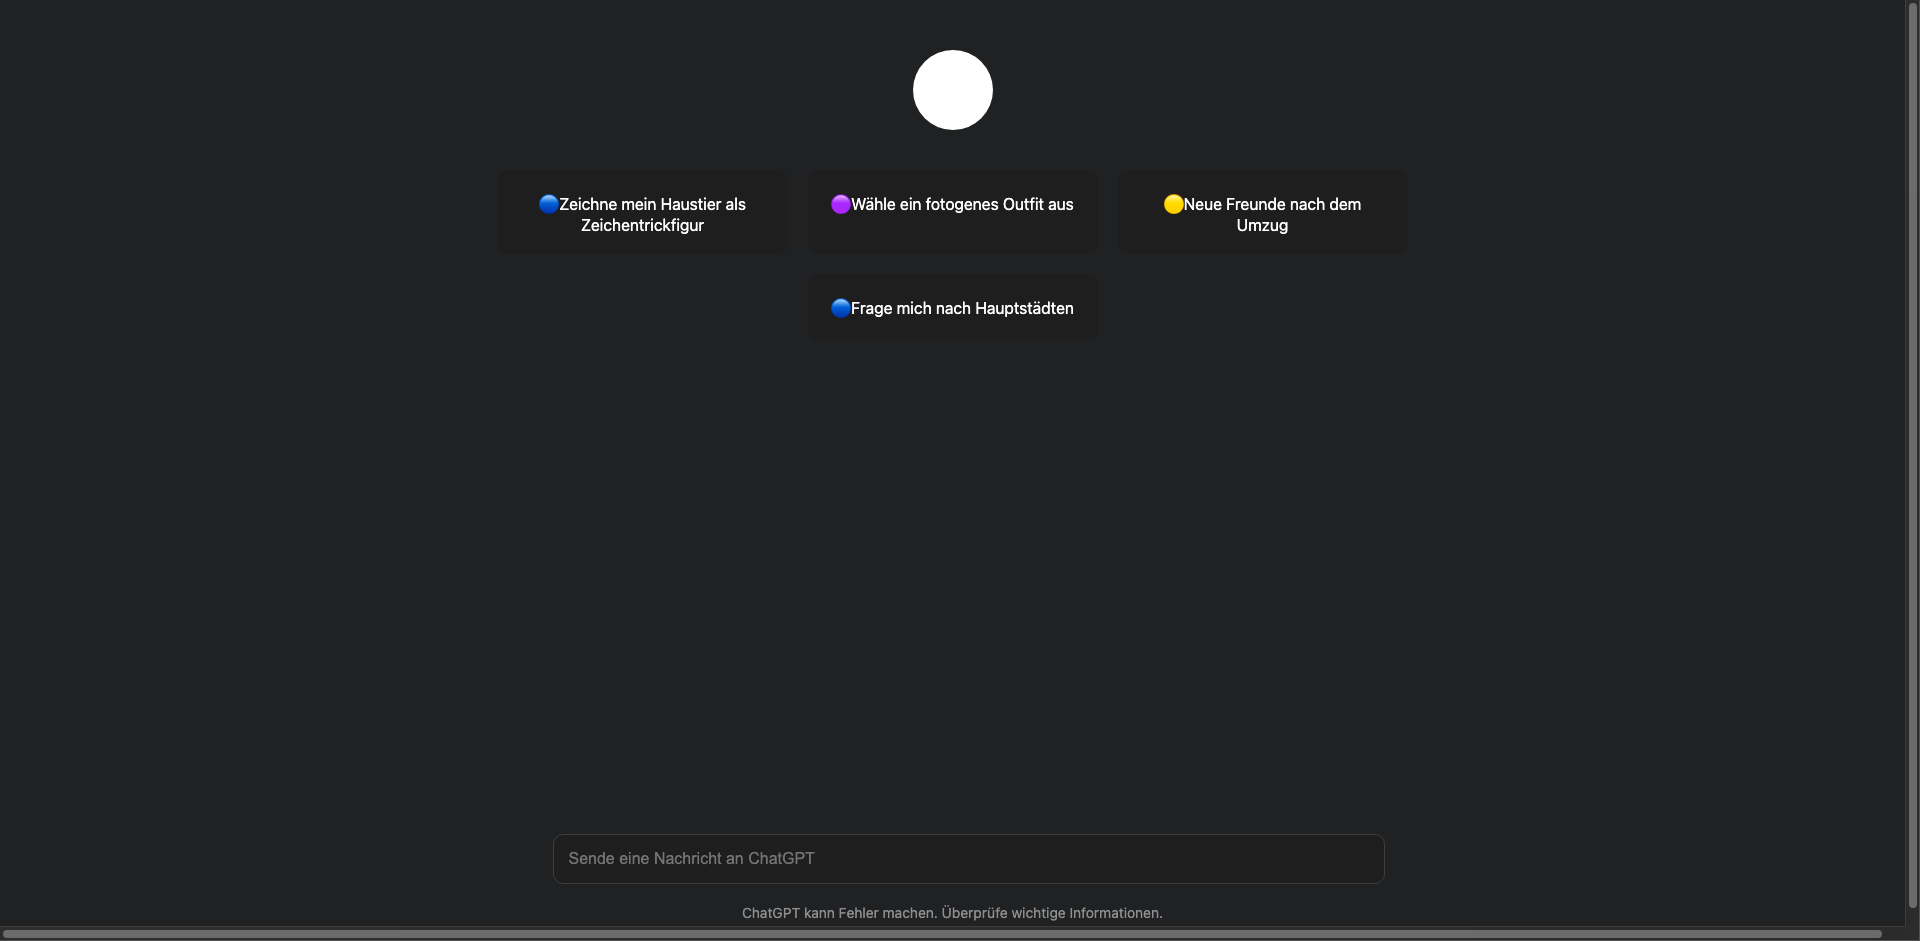 🔵Zeichne mein Haustier als
Zeichentrickfigur
🟣Wähle ein fotogenes Outfit aus
🟡Neue Freunde nach dem
Umzug
🔵Frage mich nach Hauptstädten
Sende eine Nachricht an ChatGPT
ChatGPT kann Fehler machen. Überprüfe wichtige Informationen.